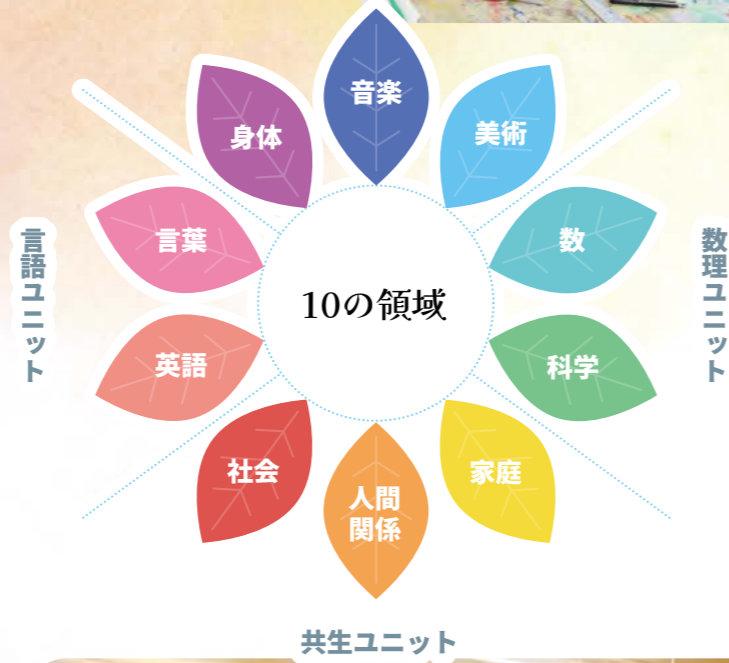 音楽
身体
美術
言葉
数
言語ユニット
数理ユニット
10の領域
英語
科学
社会
家庭
人間
関係
共生ユニット